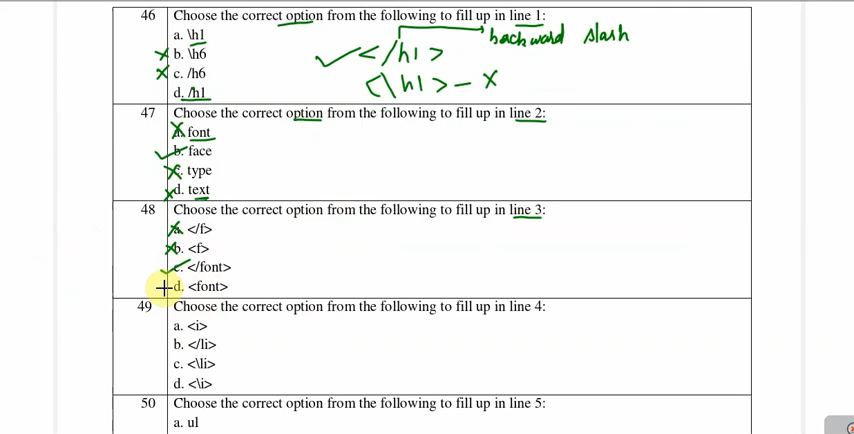 46 Choose the correct option from the following to fill up in line 1:
a. \h1
b. \h6
c. /h6
d. /h1
backward slash
</h1>
<\h1> - X
47 Choose the correct option from the following to fill up in line 2:
a. font
b. face
c. type
d. text
48 Choose the correct option from the following to fill up in line 3:
a. </f>
b. <f>
c. </font>
d. <font>
49 Choose the correct option from the following to fill up in line 4:
a. <i>
b. </li>
c. <\li>
d. <\i>
50 Choose the correct option from the following to fill up in line 5:
a. ul